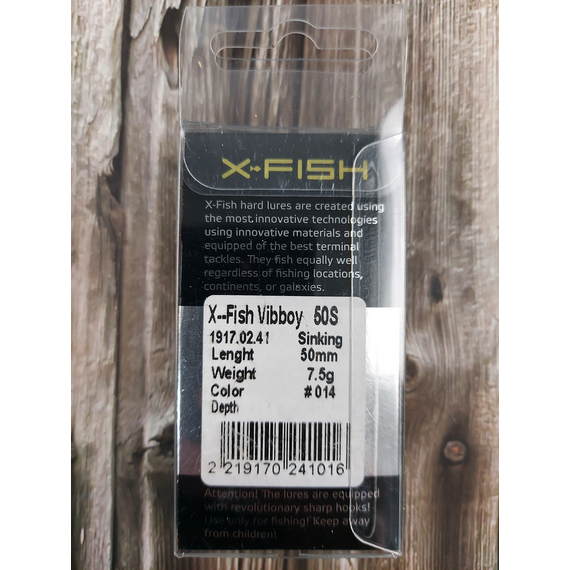 X-FISH
X-Fish hard lures are created using
the most innovative technologies
using innovative materials and
equipped of the best terminal
tackles. They fish equally well
regardless of fishing locations,
continents, or galaxies.
X--Fish Vibboy 50S
1917.02.41 Sinking
Lenght 50mm
Weight 7.5g
Color #014
Depth
2 219170 241016
Attention! The lures are equipped
with revolutionary sharp hooks!
Use only for fishing! Keep away
from children!